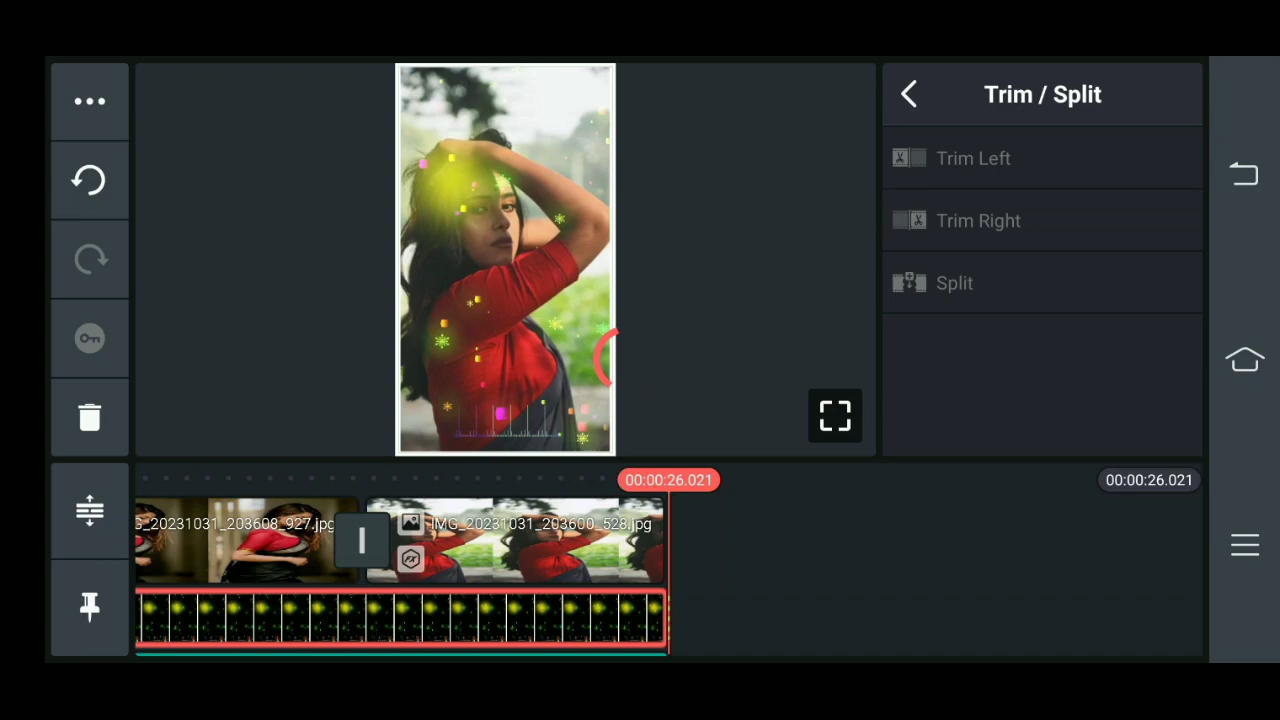 Trim / Split
Trim Left
Trim Right
Split
00:00:26.021
00:00:26.021
G_20231031_203608_927.jpg
IMG_20231031_203600_528.jpg
FX